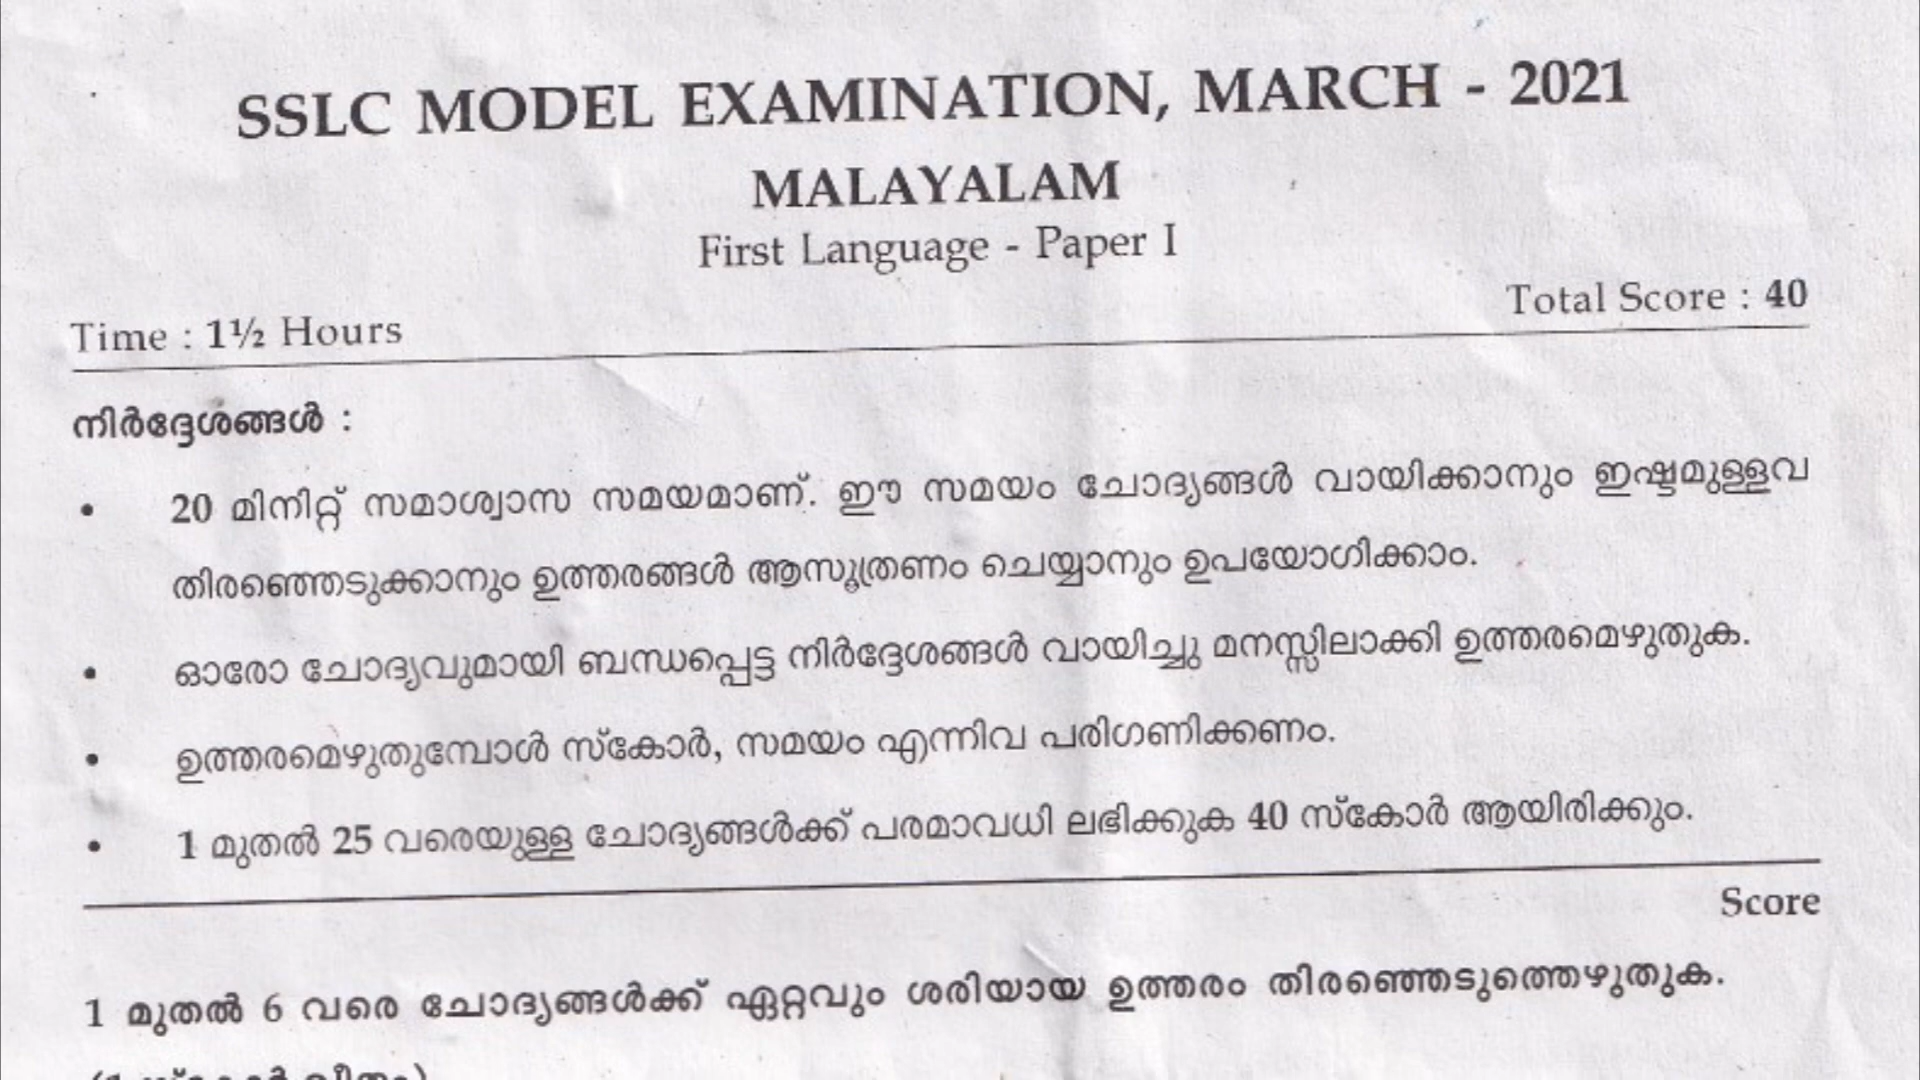 SSLC MODEL EXAMINATION, MARCH - 2021
MALAYALAM
First Language - Paper I
Total Score : 40
Time : 1½ Hours
നിർദ്ദേശങ്ങൾ :
• 20 മിനിറ്റ് സമാശ്വാസ സമയമാണ്. ഈ സമയം ചോദ്യങ്ങൾ വായിക്കാനും ഇഷ്ടമുള്ളവ
തിരഞ്ഞെടുക്കാനും ഉത്തരങ്ങൾ ആസൂത്രണം ചെയ്യാനും ഉപയോഗിക്കാം.
• ഓരോ ചോദ്യവുമായി ബന്ധപ്പെട്ട നിർദ്ദേശങ്ങൾ വായിച്ചു മനസ്സിലാക്കി ഉത്തരമെഴുതുക.
• ഉത്തരമെഴുതുമ്പോൾ സ്കോർ, സമയം എന്നിവ പരിഗണിക്കണം.
• 1 മുതൽ 25 വരെയുള്ള ചോദ്യങ്ങൾക്ക് പരമാവധി ലഭിക്കുക 40 സ്കോർ ആയിരിക്കും.
Score
1 മുതൽ 6 വരെ ചോദ്യങ്ങൾക്ക് ഏറ്റവും ശരിയായ ഉത്തരം തിരഞ്ഞെടുത്തെഴുതുക.